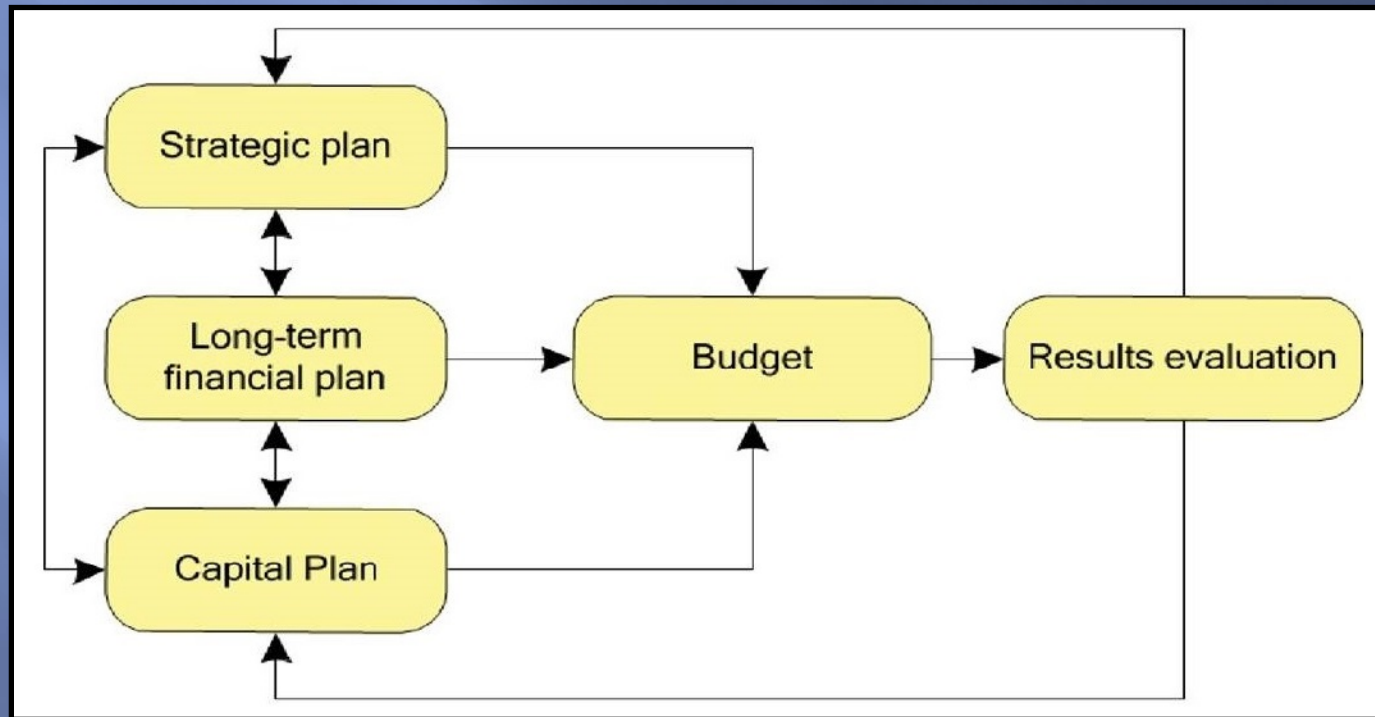 Strategic plan
Long-term
financial plan
Budget
Results evaluation
Capital Plan